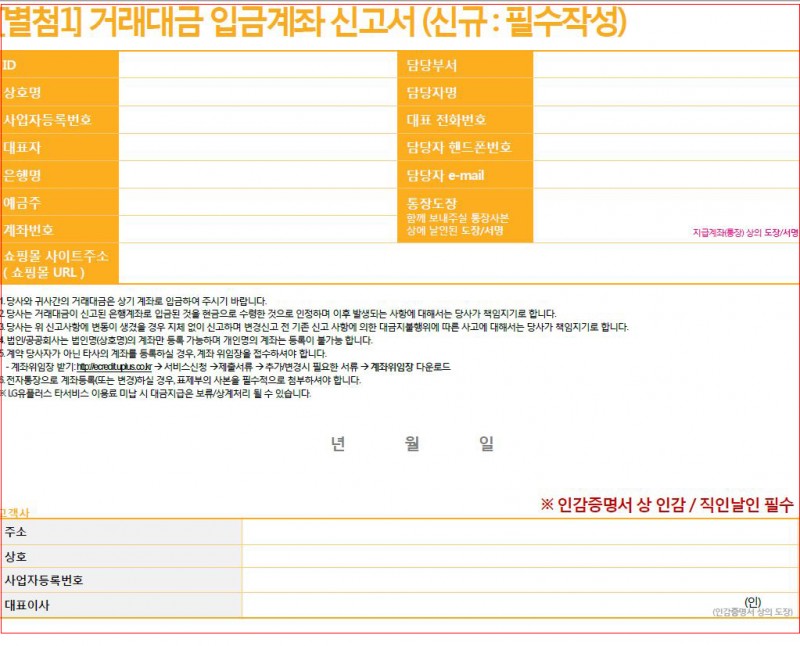 [별첨1] 거래대금 입금계좌 신고서 (신규 : 필수작성)
ID
담당부서
상호명
담당자명
사업자등록번호
대표 전화번호
대표자
담당자 핸드폰번호
은행명
담당자 e-mail
예금주
통장도장
함께 보내주실 통장사본
상에 날인된 도장/서명
계좌번호
지급계좌(통장) 상의 도장/서명
쇼핑몰 사이트주소
( 쇼핑몰 URL )
1.당사와 귀사간의 거래대금은 상기 계좌로 입금하여 주시기 바랍니다.
2.당사는 거래대금이 신고된 은행계좌로 입금된 것을 현금으로 수령한 것으로 인정하며 이후 발생되는 사항에 대해서는 당사가 책임지기로 합니다.
3.당사는 위 신고사항에 변동이 생겼을 경우 지체 없이 신고하며 변경신고 전 기존 신고 사항에 의한 대금지불행위에 따른 사고에 대해서는 당사가 책임지기로 합니다.
4.법인/공공회사는 법인명(상호명)의 계좌만 등록 가능하며 개인명의 계좌는 등록이 불가능 합니다.
5.계약 당사자가 아닌 타사의 계좌를 등록하실 경우, 계좌 위임장을 접수하셔야 합니다.
- 계좌위임장 받기:http://ecredit.uplus.co.kr → 서비스신청 →제출서류 →추가/변경시 필요한 서류 →계좌위임장 다운로드
6.전자통장으로 계좌등록(또는 변경)하실 경우, 표제부의 사본을 필수적으로 첨부하셔야 합니다.
※ LG유플러스 타서비스 이용료 미납 시 대금지급은 보류/상계처리 될 수 있습니다.
년 월 일
※ 인감증명서 상 인감 / 직인날인 필수
고객사
주소
상호
사업자등록번호
대표이사
(인)
(인감증명서 상의 도장)